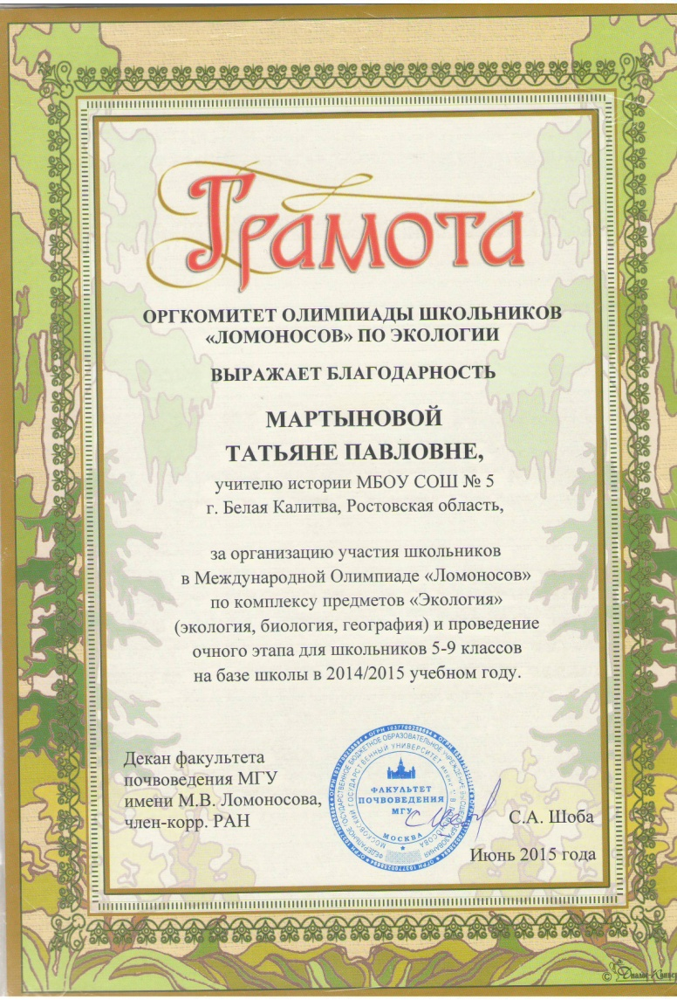 Грамота
ОРГКОМИТЕТ ОЛИМПИАДЫ ШКОЛЬНИКОВ
«ЛОМОНОСОВ» ПО ЭКОЛОГИИ
ВЫРАЖАЕТ БЛАГОДАРНОСТЬ
МАРТЫНОВОЙ
ТАТЬЯНЕ ПАВЛОВНЕ,
учителю истории МБОУ СОШ № 5
г. Белая Калитва, Ростовская область,
за организацию участия школьников
в Международной Олимпиаде «Ломоносов»
по комплексу предметов «Экология»
(экология, биология, география) и проведение
очного этапа для школьников 5-9 классов
на базе школы в 2014/2015 учебном году.
Декан факультета
почвоведения МГУ
имени М.В. Ломоносова,
член-корр. РАН
ФАКУЛЬТЕТ
ПОЧВОВЕДЕНИЯ
МГУ
МОСКВА
С.А. Шоба
Июнь 2015 года